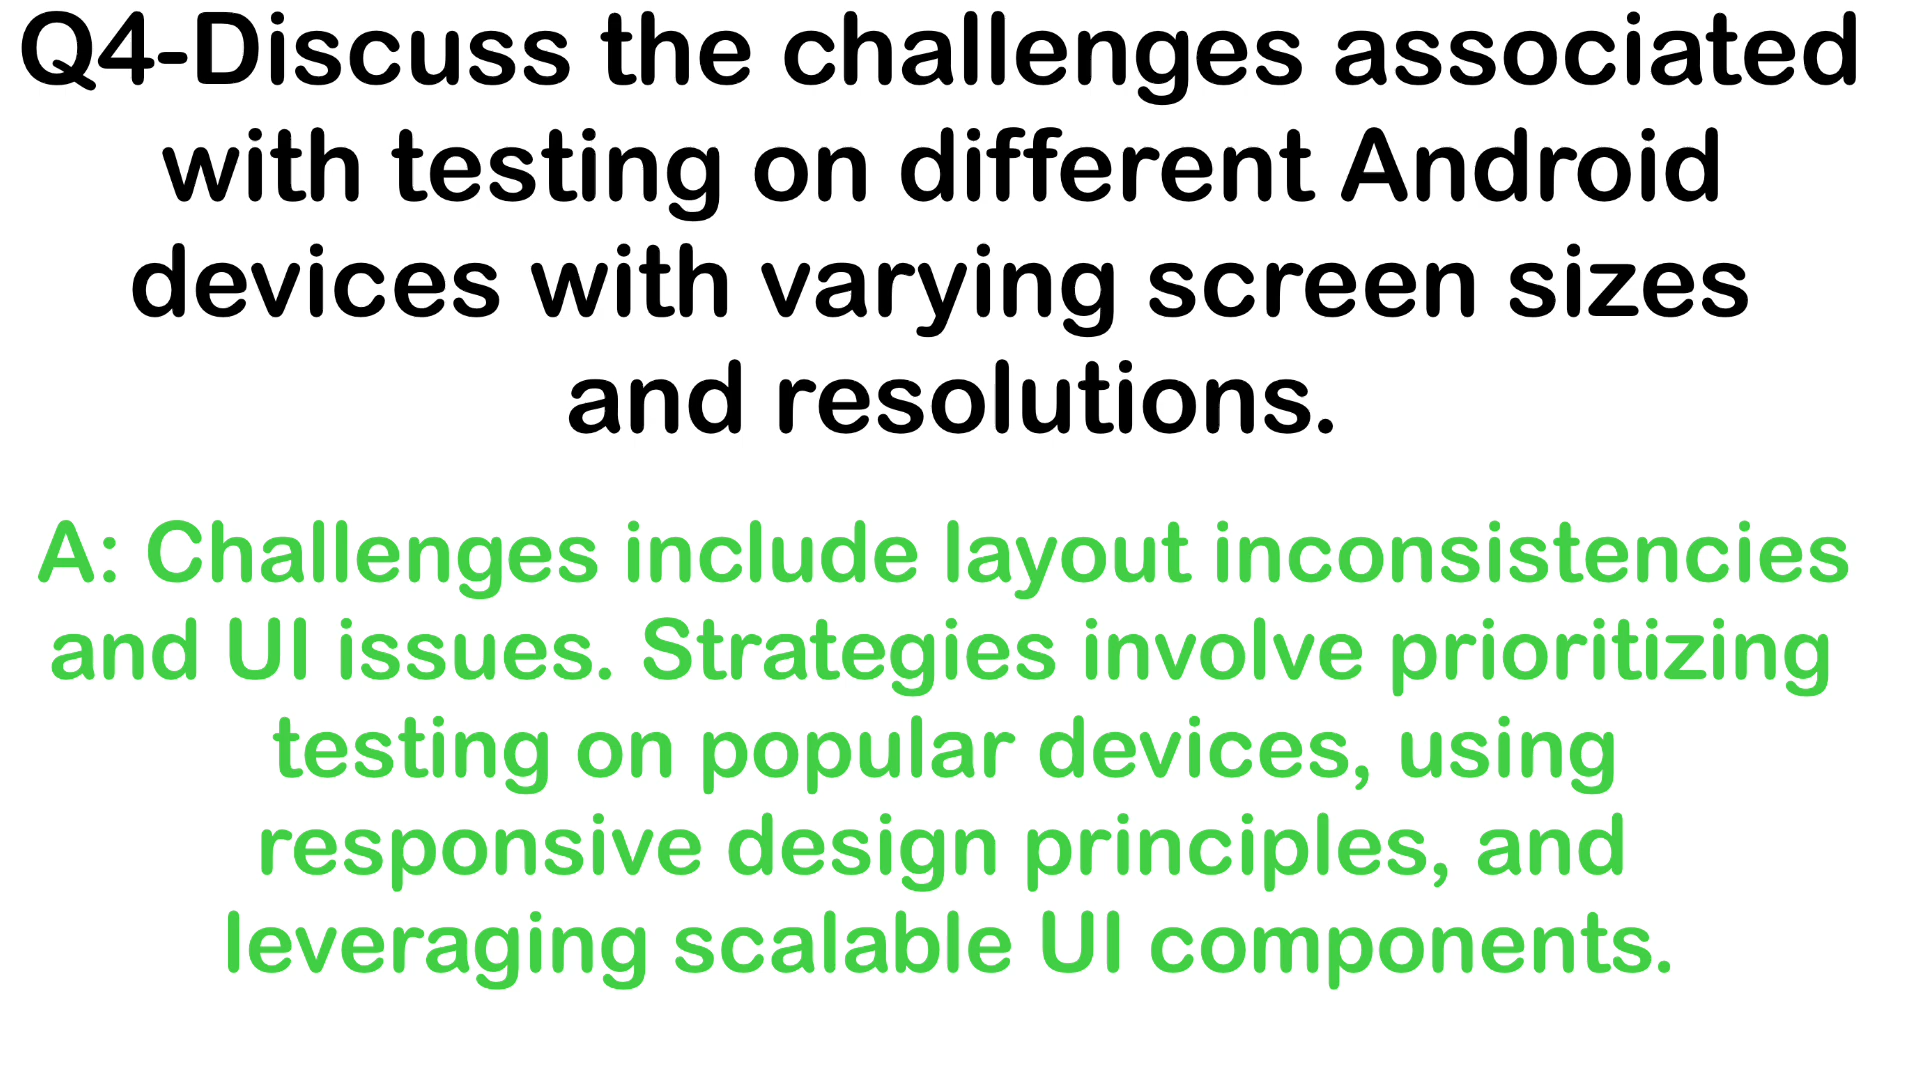 Q4-Discuss the challenges associated
with testing on different Android
devices with varying screen sizes
and resolutions.
A: Challenges include layout inconsistencies
and UI issues. Strategies involve prioritizing
testing on popular devices, using
responsive design principles, and
leveraging scalable UI components.